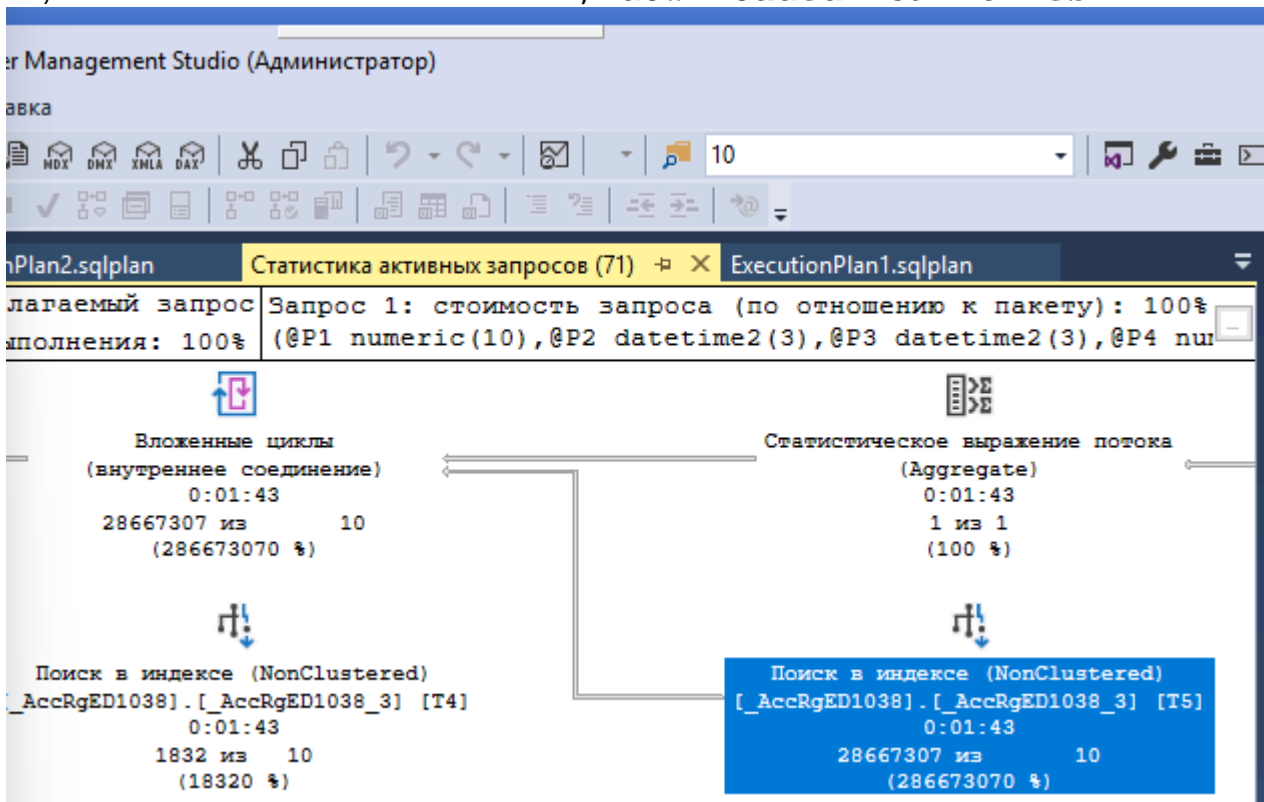 er Management Studio (Администратор)
авка
MDX DMX XMLA DAX 10
nPlan2.sqlplan Статистика активных запросов (71) ExecutionPlan1.sqlplan
лагаемый запрос Запрос 1: стоимость запроса (по отношению к пакету): 100%
ыполнения: 100% (@P1 numeric(10),@P2 datetime2(3),@P3 datetime2(3),@P4 nu
Вложенные циклы
(внутреннее соединение)
0:01:43
28667307 из 10
(286673070 %)
Статистическое выражение потока
(Aggregate)
0:01:43
1 из 1
(100 %)
Поиск в индексе (NonClustered)
_AccRgED1038].[_AccRgED1038_3] [T4]
0:01:43
1832 из 10
(18320 %)
Поиск в индексе (NonClustered)
[_AccRgED1038].[_AccRgED1038_3] [T5]
0:01:43
28667307 из 10
(286673070 %)